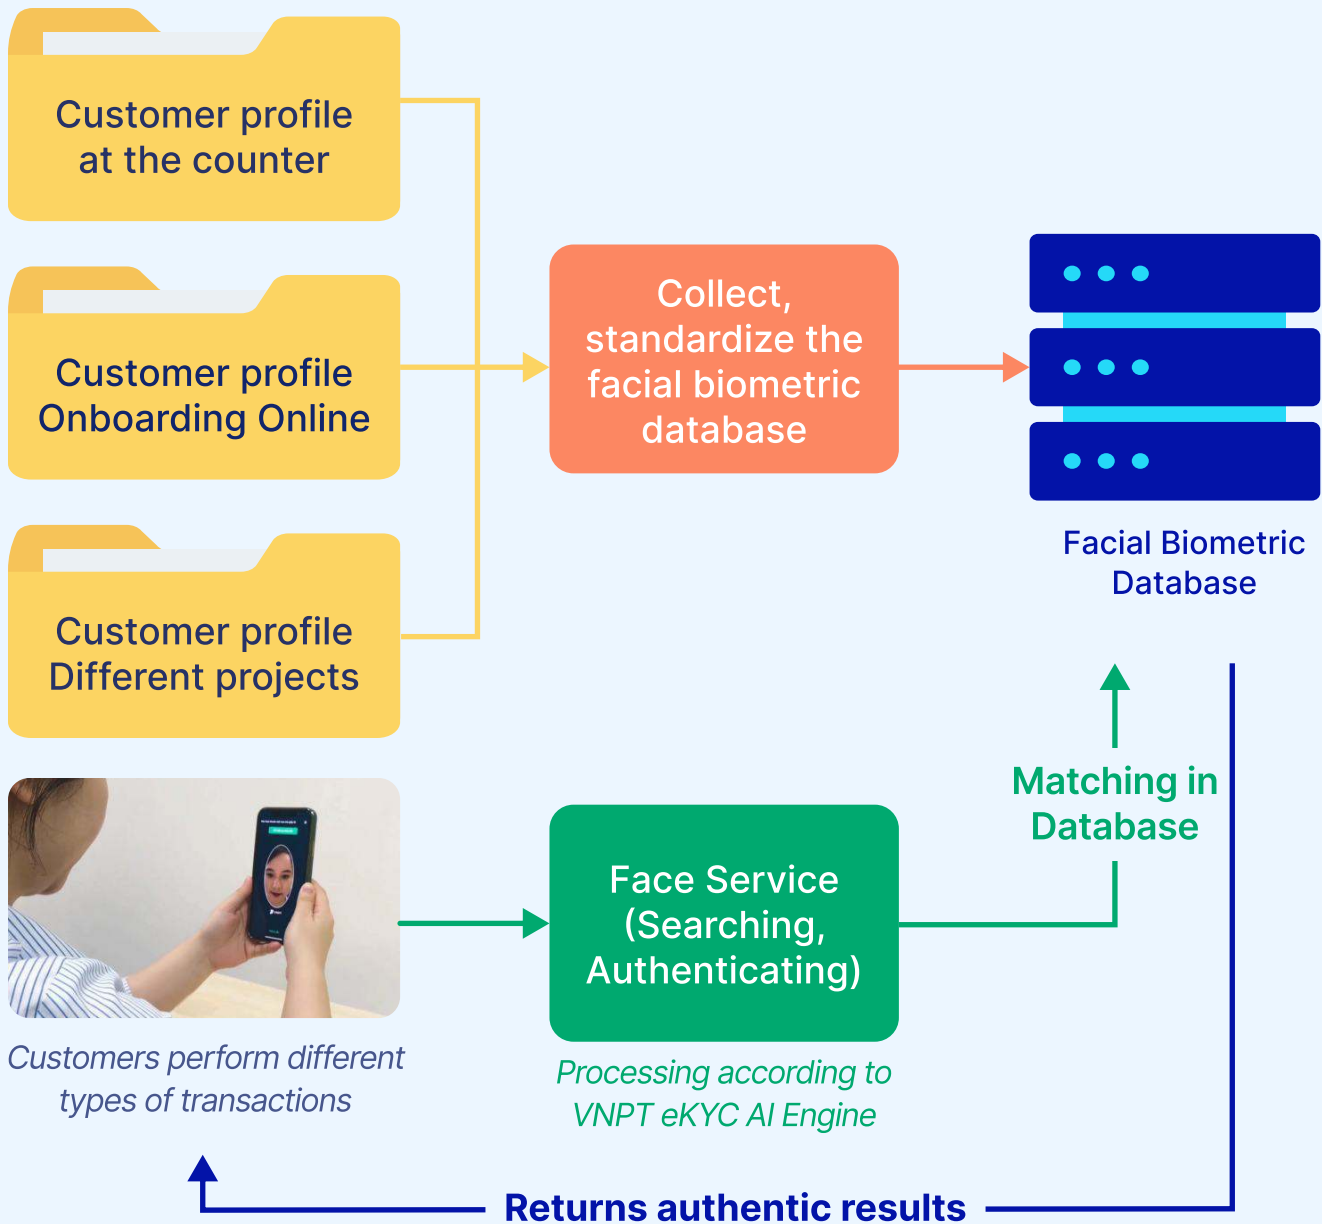 Customer profile
at the counter
Customer profile
Onboarding Online
Customer profile
Different projects
Collect,
standardize the
facial biometric
database
Facial Biometric
Database
Matching in
Database
Face Service
(Searching,
Authenticating)
Processing according to
VNPT eKYC AI Engine
Customers perform different
types of transactions
Returns authentic results